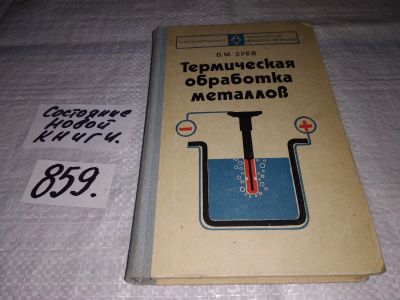 В.М. ЗУЕВ
Термическая
обработка
металлов
−
+
Состояние
новой
книги.
859.